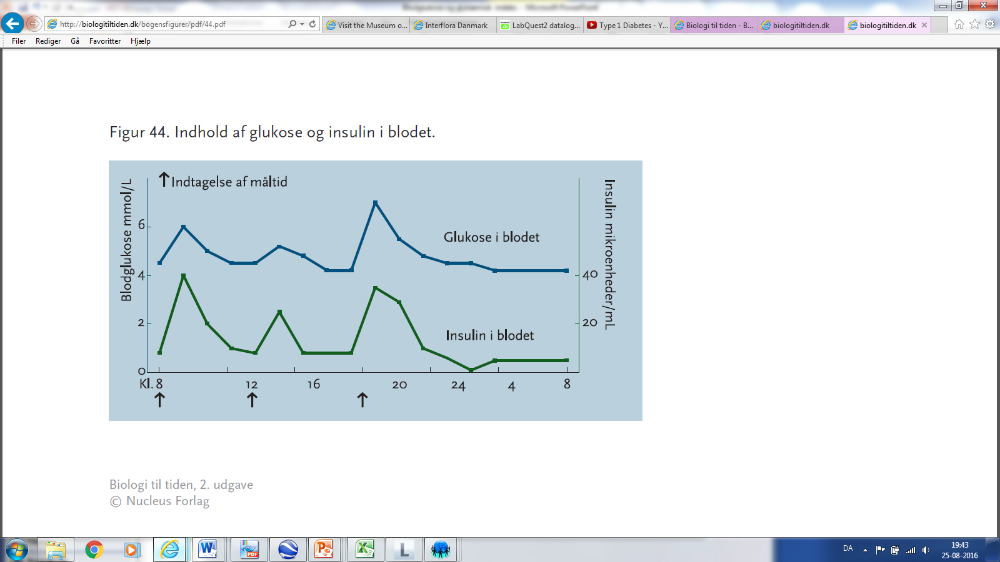 http://biologitiltiden.dk/bogensfigurer/pdf/44.pdf
Visit the Museum o...
Interflora Danmark
LabQuest2 datalog...
Type 1 Diabetes - Y...
Biologi til tiden - B...
biologitiltiden.dk
biologitiltiden.dk
Filer Rediger Gå Favoritter Hjælp
Figur 44. Indhold af glukose og insulin i blodet.
↑ Indtagelse af måltid
Blodglukose mmol/L
Insulin mikroenheder/mL
6
Glukose i blodet
4 40
2 20
Insulin i blodet
0
Kl. 8 12 16 20 24 4 8
↑ ↑ ↑
Biologi til tiden, 2. udgave
© Nucleus Forlag
DA
19:43
25-08-2016